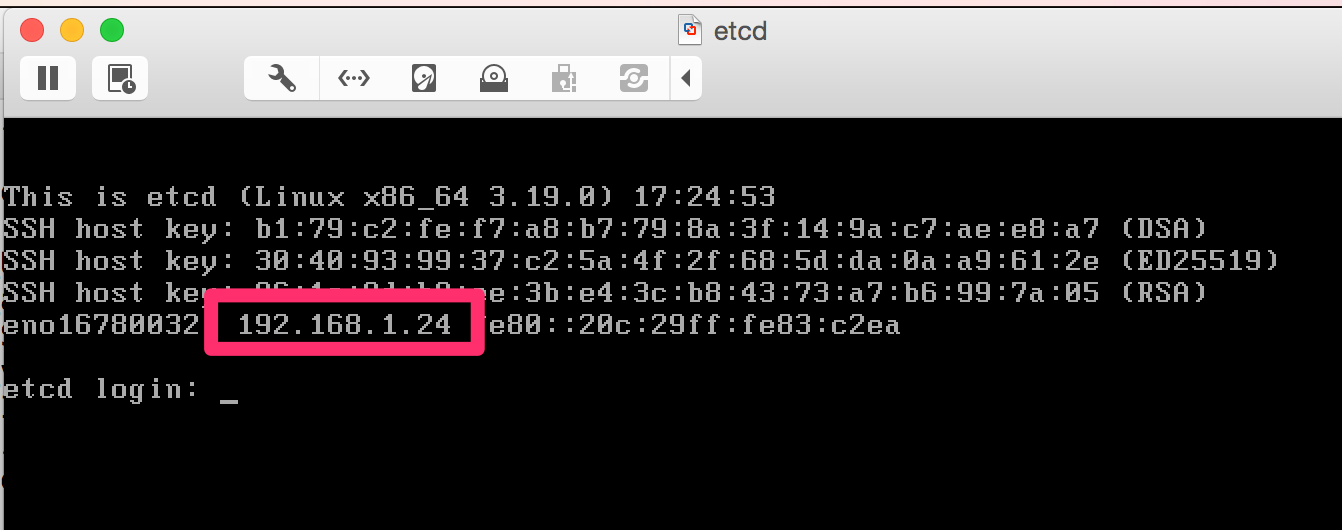 etcd
This is etcd (Linux x86_64 3.19.0) 17:24:53
SSH host key: b1:79:c2:fe:f7:a8:b7:79:8a:3f:14:9a:c7:ae:e8:a7 (DSA)
SSH host key: 30:40:93:99:37:c2:5a:4f:2f:68:5d:da:0a:a9:61:2e (ED25519)
SSH host key: :3b:e4:3c:b8:43:73:a7:b6:99:7a:05 (RSA)
eno16780032 192.168.1.24 fe80::20c:29ff:fe83:c2ea
etcd login: _